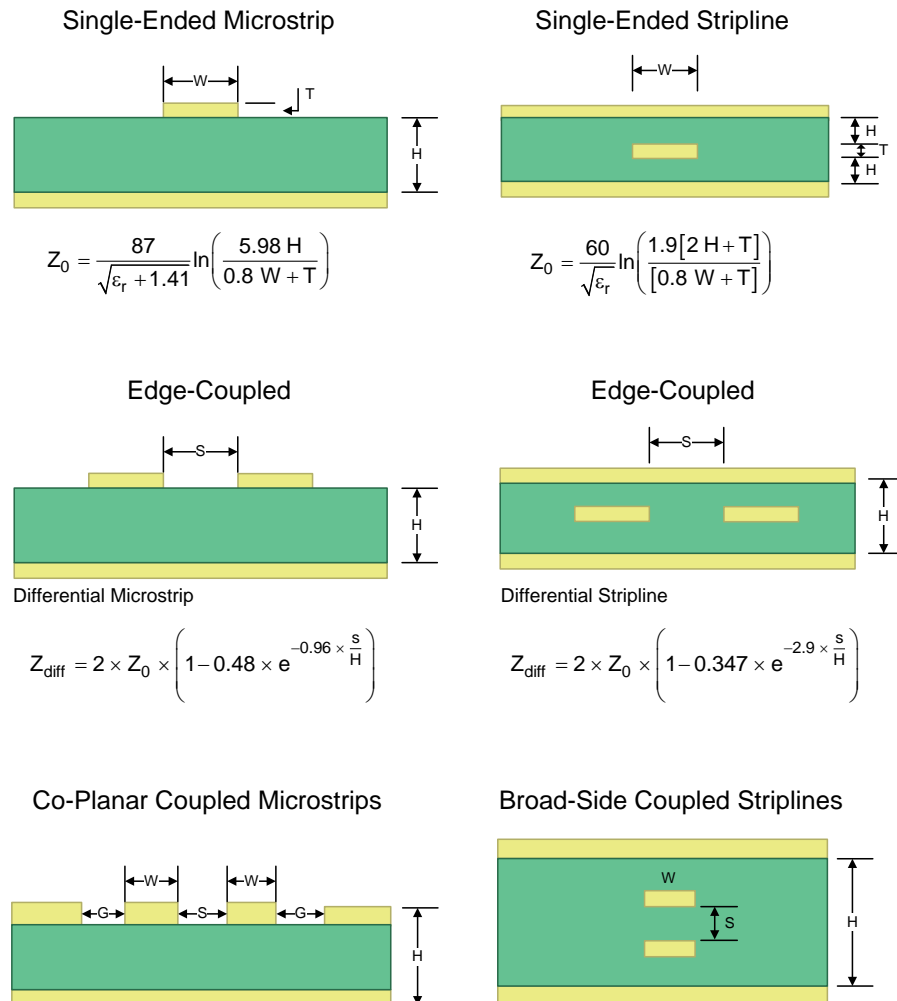 Single-Ended Microstrip
W
T
H
Z₀ = 87 / √(εᵣ + 1.41) ln(5.98 H / (0.8 W + T))
Single-Ended Stripline
W
H
T
H
Z₀ = 60 / √εᵣ ln(1.9[2 H + T] / [0.8 W + T])
Edge-Coupled
S
H
Differential Microstrip
Z_diff = 2 × Z₀ × (1 − 0.48 × e^(−0.96 × s/H))
Edge-Coupled
S
H
Differential Stripline
Z_diff = 2 × Z₀ × (1 − 0.347 × e^(−2.9 × s/H))
Co-Planar Coupled Microstrips
W W
G S G
H
Broad-Side Coupled Striplines
W
S
H